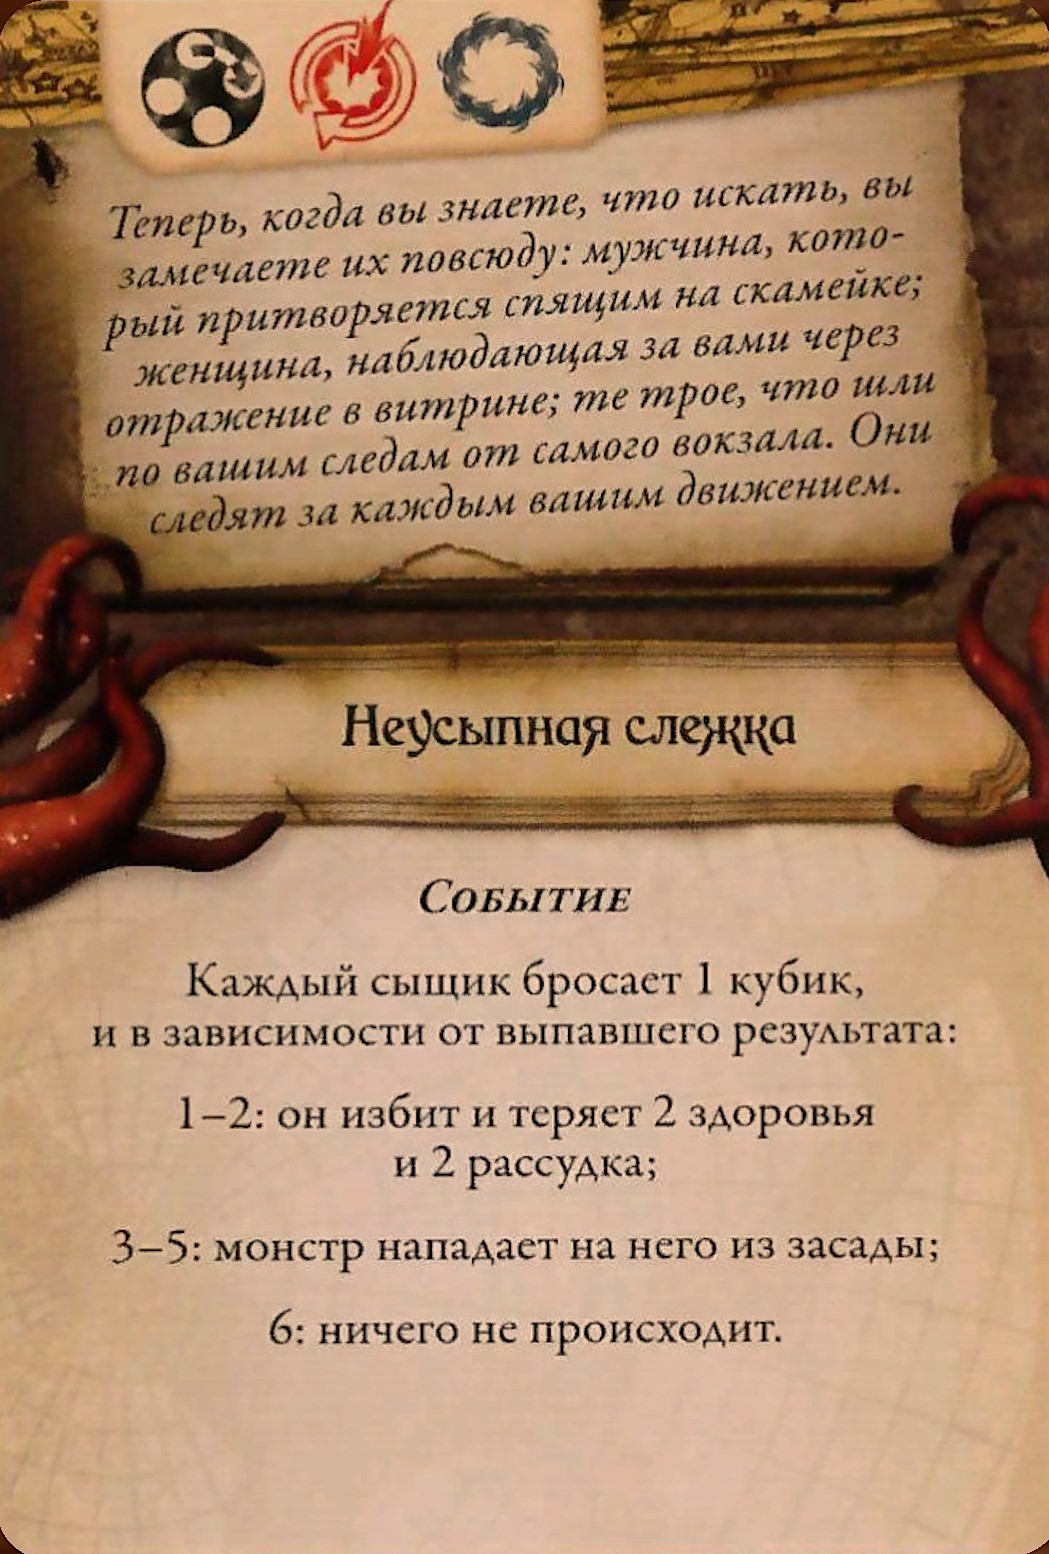 Теперь, когда вы знаете, что искать, вы
замечаете их повсюду: мужчина, кото-
рый притворяется спящим на скамейке;
женщина, наблюдающая за вами через
отражение в витрине; те трое, что шли
по вашим следам от самого вокзала. Они
следят за каждым вашим движением.
Неусыпная слежка
Событие
Каждый сыщик бросает 1 кубик,
и в зависимости от выпавшего результата:
1–2: он избит и теряет 2 здоровья
и 2 рассудка;
3–5: монстр нападает на него из засады;
6: ничего не происходит.